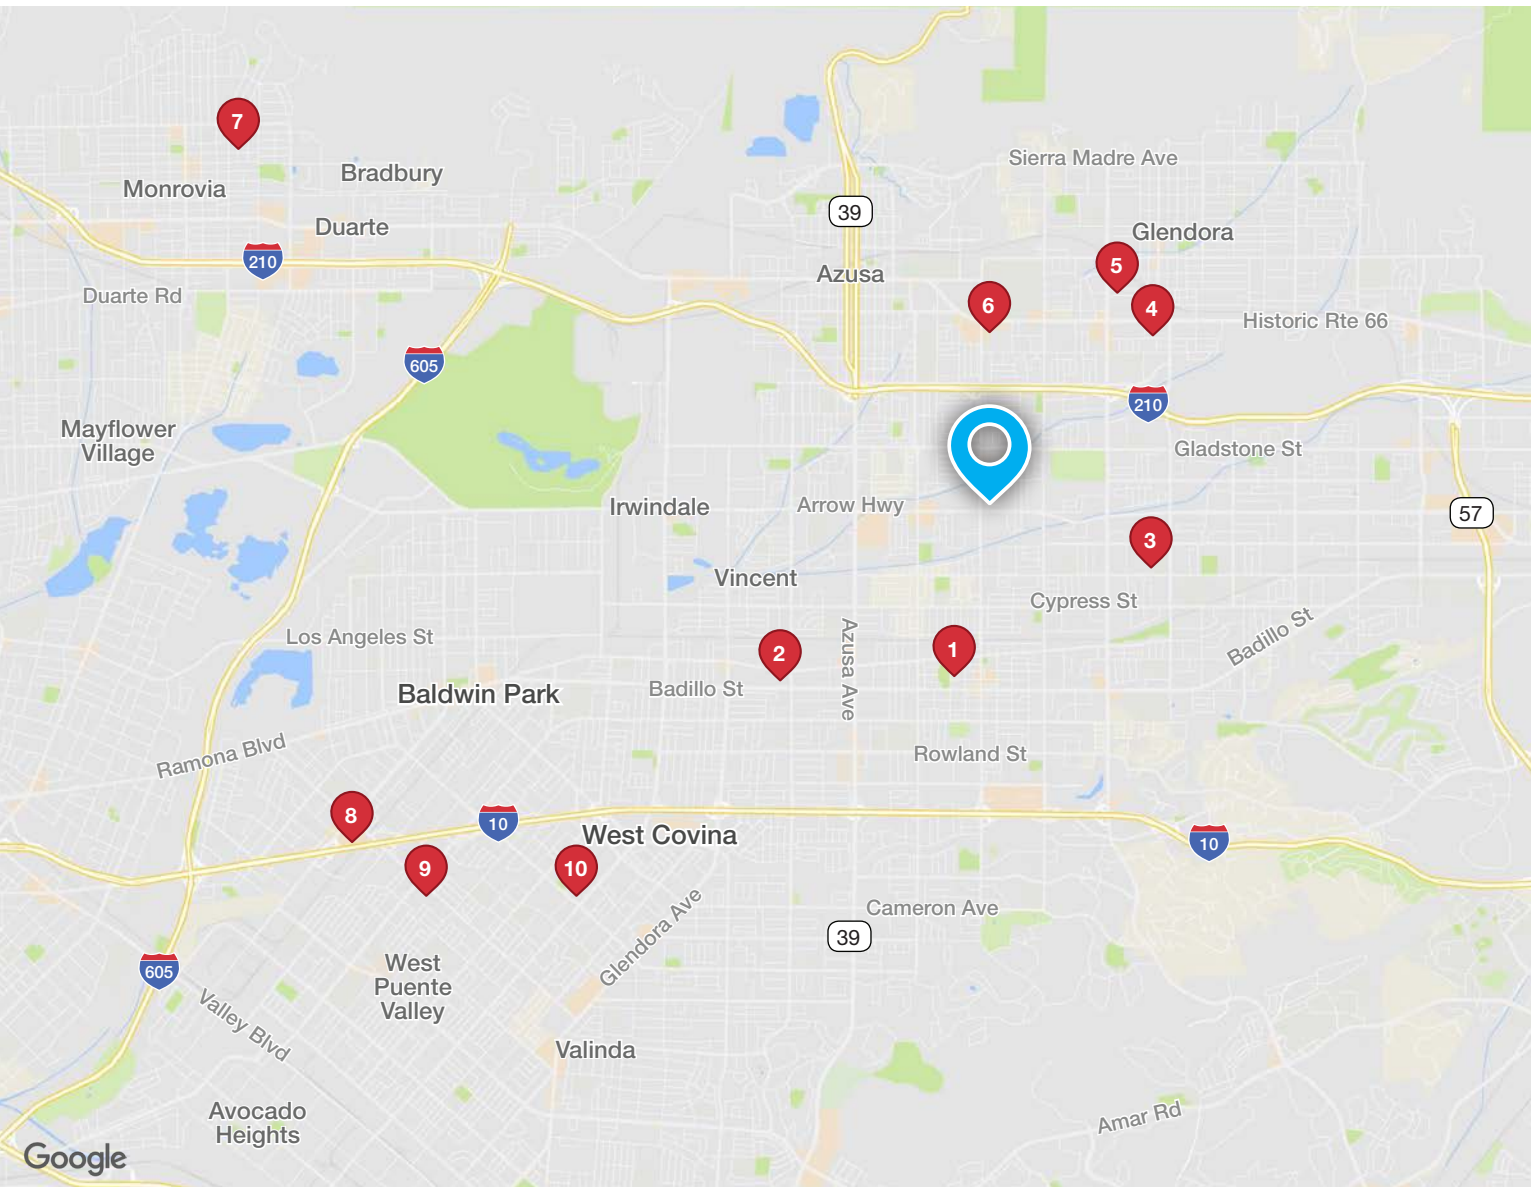 7
Bradbury
Sierra Madre Ave
Monrovia
39
Duarte
Glendora
210
5
Azusa
Duarte Rd
6
4
Historic Rte 66
605
210
Mayflower
Village
Gladstone St
Irwindale
Arrow Hwy
57
3
Vincent
Cypress St
Los Angeles St
Azusa Ave
Badillo St
2
1
Baldwin Park
Badillo St
Ramona Blvd
Rowland St
8
10
West Covina
10
9
10
Glendora Ave
Cameron Ave
39
605
West
Puente
Valley
Valley Blvd
Valinda
Avocado
Heights
Amar Rd
Google